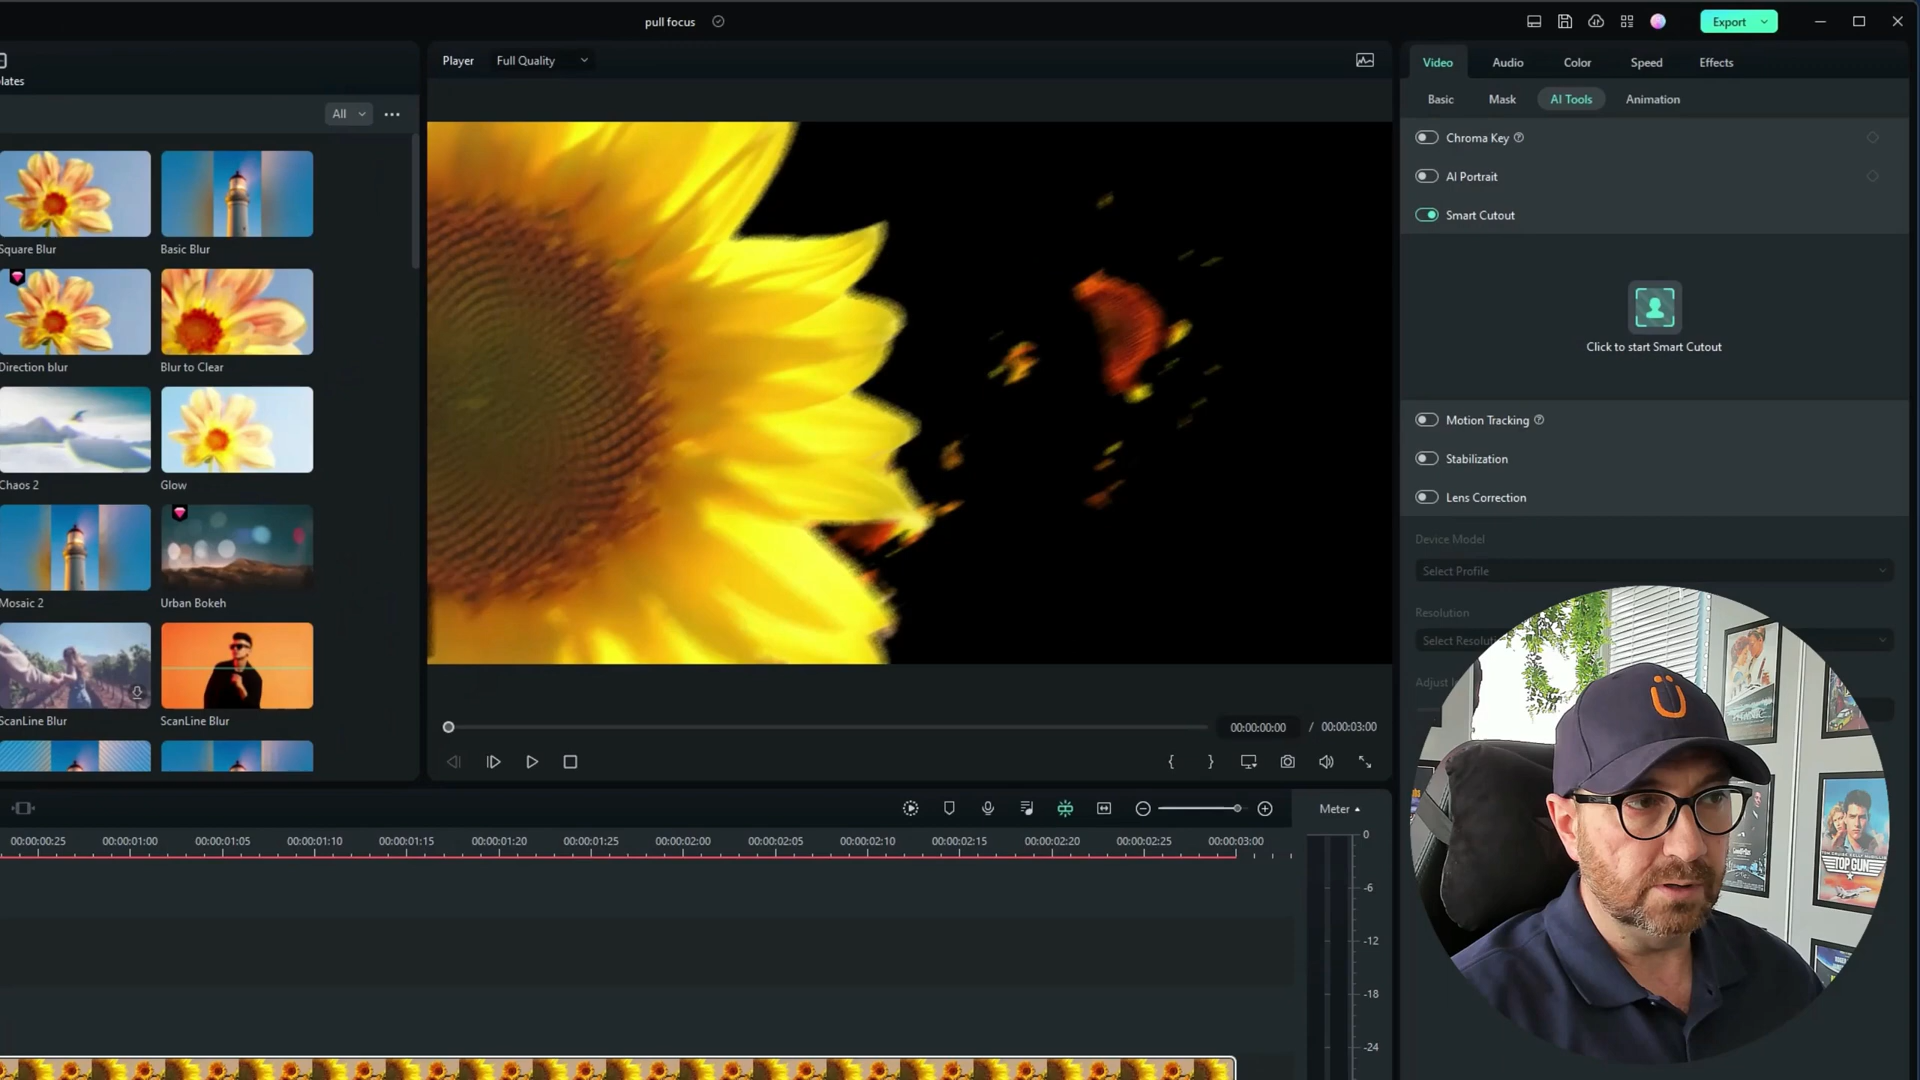 pull focus
Export
lates
Player
Full Quality
Video
Audio
Color
Speed
Effects
Basic
Mask
AI Tools
Animation
All
Chroma Key
AI Portrait
Smart Cutout
Click to start Smart Cutout
Motion Tracking
Stabilization
Lens Correction
Device Model
Select Profile
Resolution
Select Resolu
Adjust
Square Blur
Basic Blur
Direction blur
Blur to Clear
Chaos 2
Glow
Mosaic 2
Urban Bokeh
ScanLine Blur
ScanLine Blur
00:00:00:00 / 00:00:03:00
{ }
Meter
00:00:00:25
00:00:01:00
00:00:01:05
00:00:01:10
00:00:01:15
00:00:01:20
00:00:01:25
00:00:02:00
00:00:02:05
00:00:02:10
00:00:02:15
00:00:02:20
00:00:02:25
00:00:03:00
0
-6
-12
-18
-24
Ü
TITANIC
TOP GUN